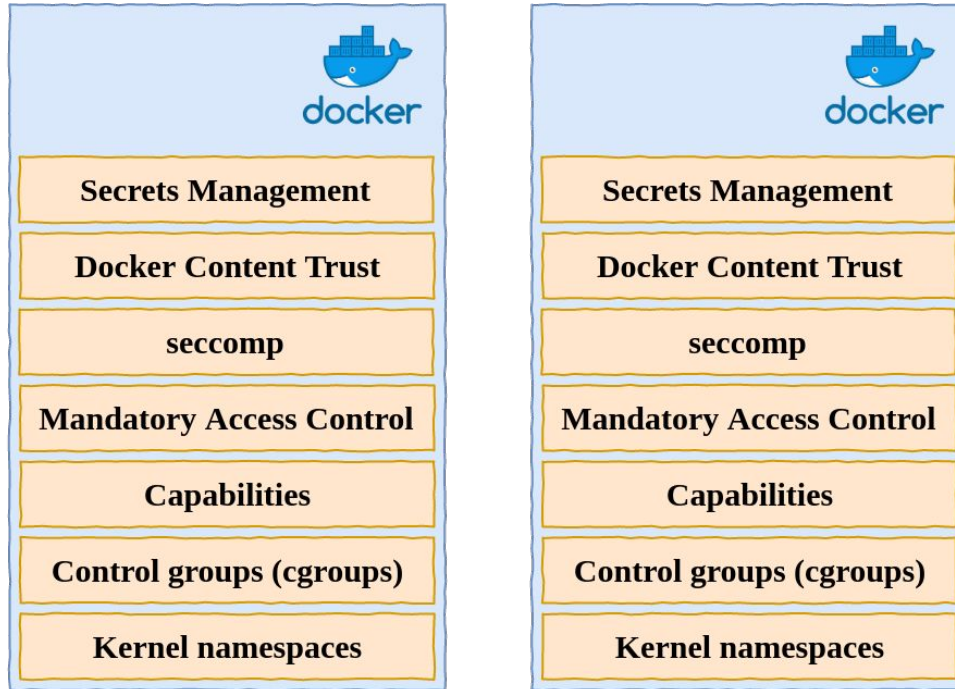 docker
Secrets Management
Docker Content Trust
seccomp
Mandatory Access Control
Capabilities
Control groups (cgroups)
Kernel namespaces
docker
Secrets Management
Docker Content Trust
seccomp
Mandatory Access Control
Capabilities
Control groups (cgroups)
Kernel namespaces